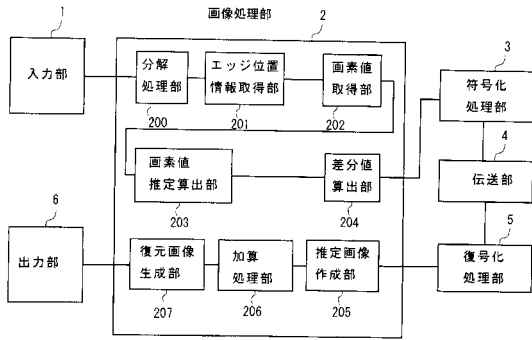 画像処理部
1
2
入力部
分解
処理部
200
エッジ位置
情報取得部
201
画素値
取得部
202
3
符号化
処理部
画素値
推定算出部
203
差分値
算出部
204
4
伝送部
6
出力部
復元画像
生成部
207
加算
処理部
206
推定画像
作成部
205
5
復号化
処理部